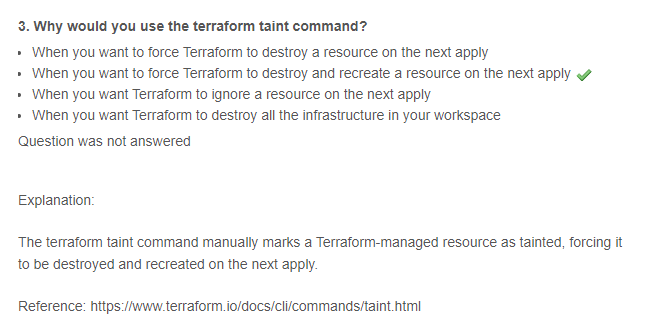 3. Why would you use the terraform taint command?
• When you want to force Terraform to destroy a resource on the next apply
• When you want to force Terraform to destroy and recreate a resource on the next apply
• When you want Terraform to ignore a resource on the next apply
• When you want Terraform to destroy all the infrastructure in your workspace
Question was not answered
Explanation:
The terraform taint command manually marks a Terraform-managed resource as tainted, forcing it
to be destroyed and recreated on the next apply.
Reference: https://www.terraform.io/docs/cli/commands/taint.html